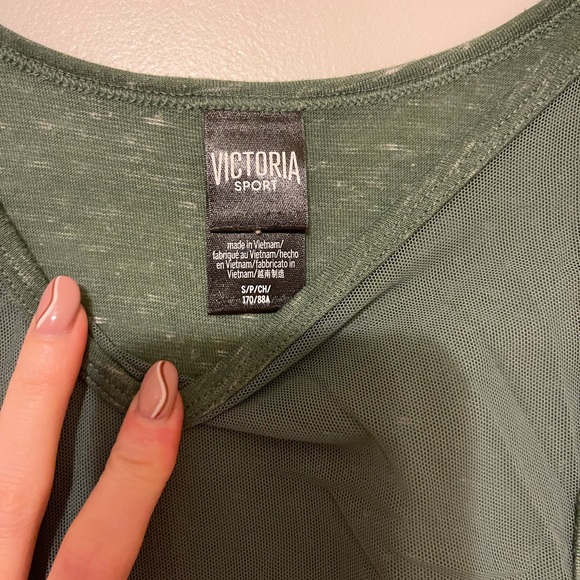 VICTORIA
SPORT
made in Vietnam/
fabriqué au Vietnam/hecho
en Vietnam/fabbricato in
Vietnam/越南制造
S/P/CH/
170/88A